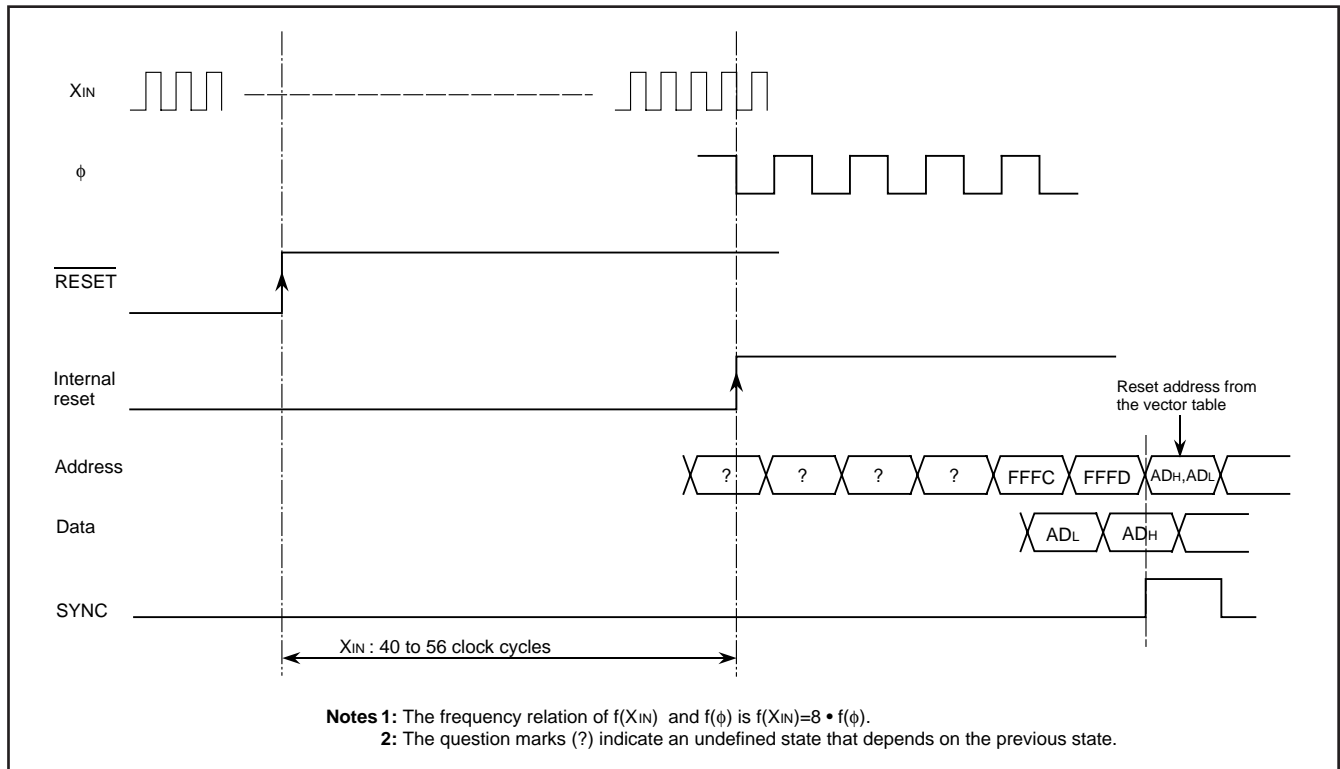 XIN
ϕ
RESET
Internal
reset
Reset address from
the vector table
Address
? ? ? ? FFFC FFFD ADH,ADL
Data
ADL ADH
SYNC
XIN : 40 to 56 clock cycles
Notes 1: The frequency relation of f(XIN) and f(ϕ) is f(XIN)=8 • f(ϕ).
2: The question marks (?) indicate an undefined state that depends on the previous state.